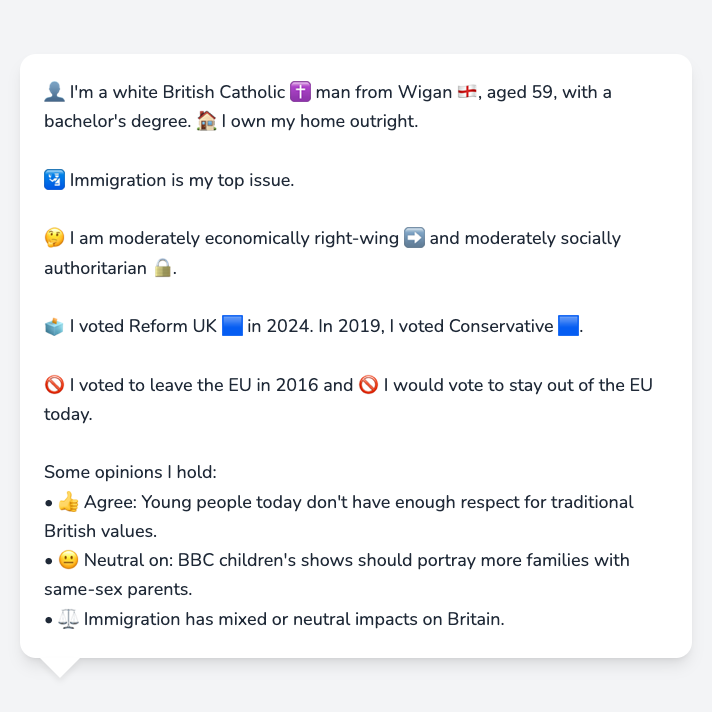 👤 I'm a white British Catholic ✝️ man from Wigan 🏴󠁧󠁢󠁥󠁮󠁧󠁿, aged 59, with a
bachelor's degree. 🏠 I own my home outright.
🛂 Immigration is my top issue.
🤔 I am moderately economically right-wing ➡️ and moderately socially
authoritarian 🔒.
🗳️ I voted Reform UK 🟦 in 2024. In 2019, I voted Conservative 🟦.
🚫 I voted to leave the EU in 2016 and 🚫 I would vote to stay out of the EU
today.
Some opinions I hold:
• 👍 Agree: Young people today don't have enough respect for traditional
British values.
• 😐 Neutral on: BBC children's shows should portray more families with
same-sex parents.
• ⚖️ Immigration has mixed or neutral impacts on Britain.